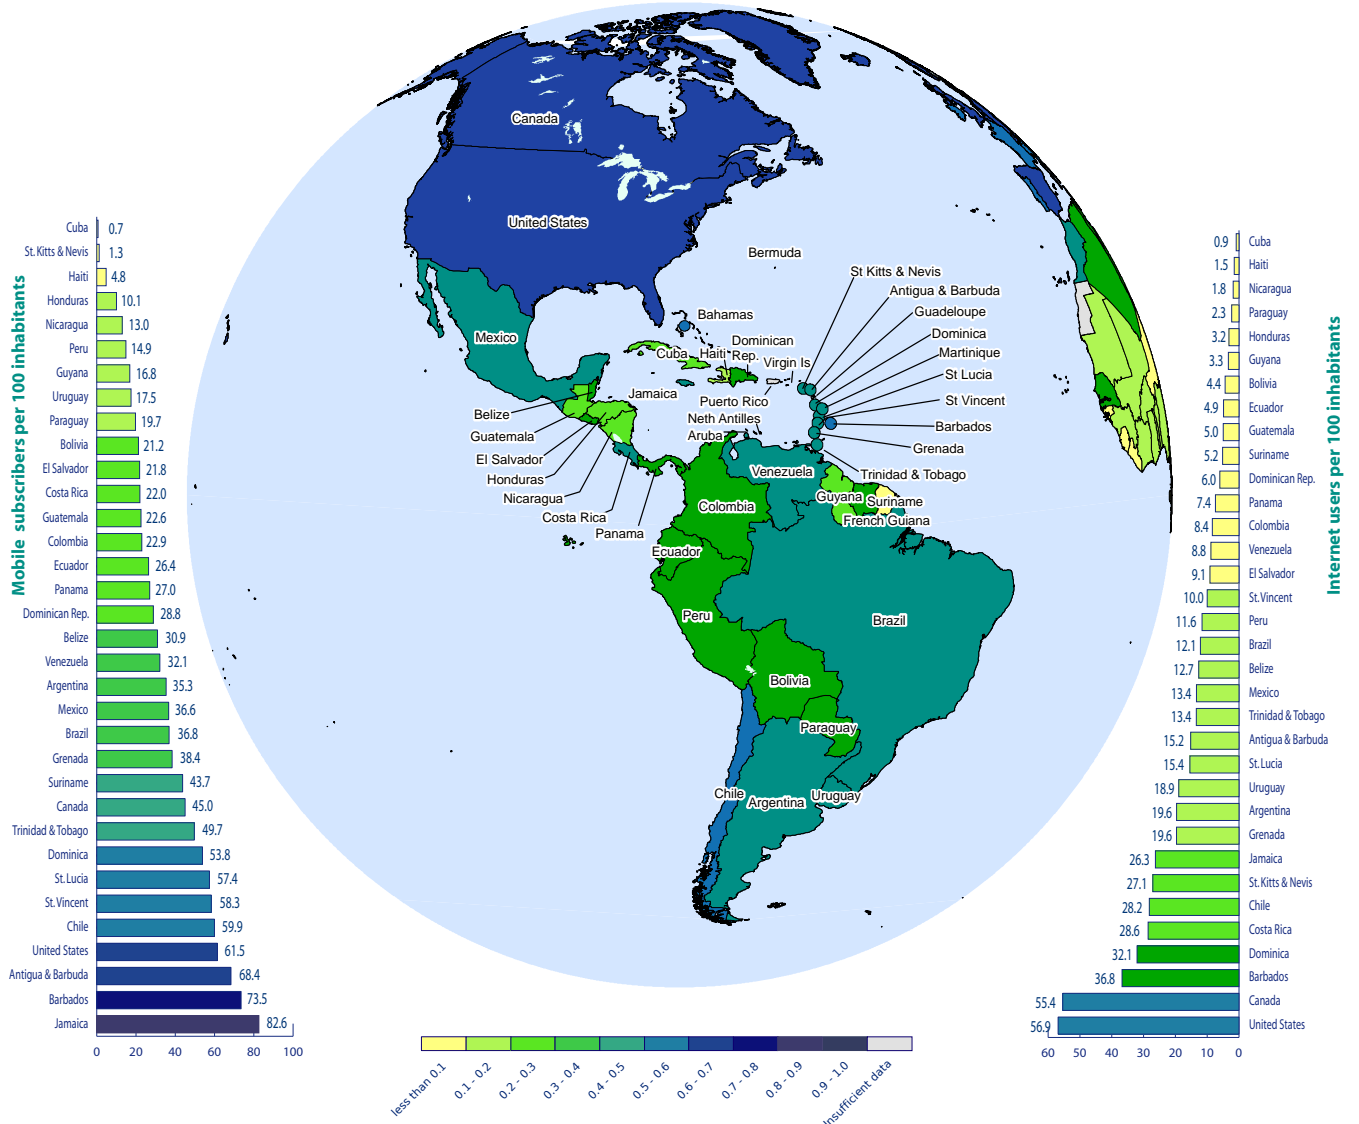 Mobile subscribers per 100 inhabitants
Cuba 0.7
St. Kitts & Nevis 1.3
Haiti 4.8
Honduras 10.1
Nicaragua 13.0
Peru 14.9
Guyana 16.8
Uruguay 17.5
Paraguay 19.7
Bolivia 21.2
El Salvador 21.8
Costa Rica 22.0
Guatemala 22.6
Colombia 22.9
Ecuador 26.4
Panama 27.0
Dominican Rep. 28.8
Belize 30.9
Venezuela 32.1
Argentina 35.3
Mexico 36.6
Brazil 36.8
Grenada 38.4
Suriname 43.7
Canada 45.0
Trinidad & Tobago 49.7
Dominica 53.8
St. Lucia 57.4
St. Vincent 58.3
Chile 59.9
United States 61.5
Antigua & Barbuda 68.4
Barbados 73.5
Jamaica 82.6
0 20 40 60 80 100
Canada
United States
Bermuda
St Kitts & Nevis
Antigua & Barbuda
Guadeloupe
Bahamas
Dominica
Mexico
Dominican
Rep.
Cuba
Haiti
Martinique
Virgin Is
St Lucia
Jamaica
Puerto Rico
St Vincent
Belize
Neth Antilles
Barbados
Guatemala
Aruba
Grenada
El Salvador
Venezuela
Trinidad & Tobago
Honduras
Nicaragua
Guyana
Suriname
Colombia
Costa Rica
French Guiana
Panama
Ecuador
Peru
Brazil
Bolivia
Paraguay
Chile
Argentina
Uruguay
less than 0.1
0.1 - 0.2
0.2 - 0.3
0.3 - 0.4
0.4 - 0.5
0.5 - 0.6
0.6 - 0.7
0.7 - 0.8
0.8 - 0.9
0.9 - 1.0
Insufficient data
Internet users per 100 inhabitants
0.9 Cuba
1.5 Haiti
1.8 Nicaragua
2.3 Paraguay
3.2 Honduras
3.3 Guyana
4.4 Bolivia
4.9 Ecuador
5.0 Guatemala
5.2 Suriname
6.0 Dominican Rep.
7.4 Panama
8.4 Colombia
8.8 Venezuela
9.1 El Salvador
10.0 St. Vincent
11.6 Peru
12.1 Brazil
12.7 Belize
13.4 Mexico
13.4 Trinidad & Tobago
15.2 Antigua & Barbuda
15.4 St. Lucia
18.9 Uruguay
19.6 Argentina
19.6 Grenada
26.3 Jamaica
27.1 St. Kitts & Nevis
28.2 Chile
28.6 Costa Rica
32.1 Dominica
36.8 Barbados
55.4 Canada
56.9 United States
60 50 40 30 20 10 0